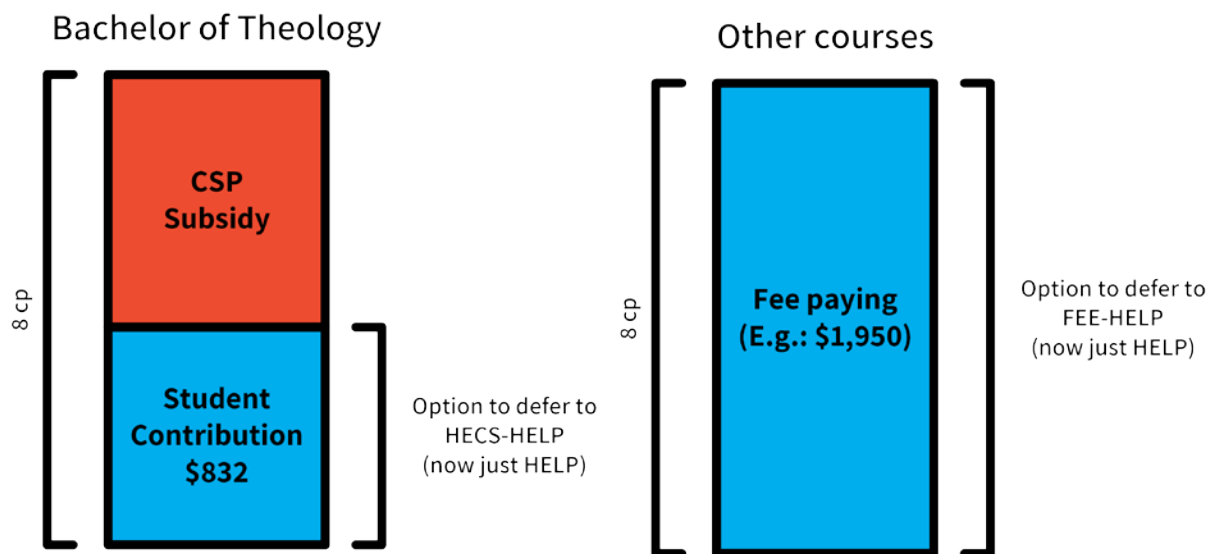 Bachelor of Theology
8 cp
CSP
Subsidy
Student
Contribution
$832
Option to defer to
HECS-HELP
(now just HELP)
Other courses
8 cp
Fee paying
(E.g.: $1,950)
Option to defer to
FEE-HELP
(now just HELP)